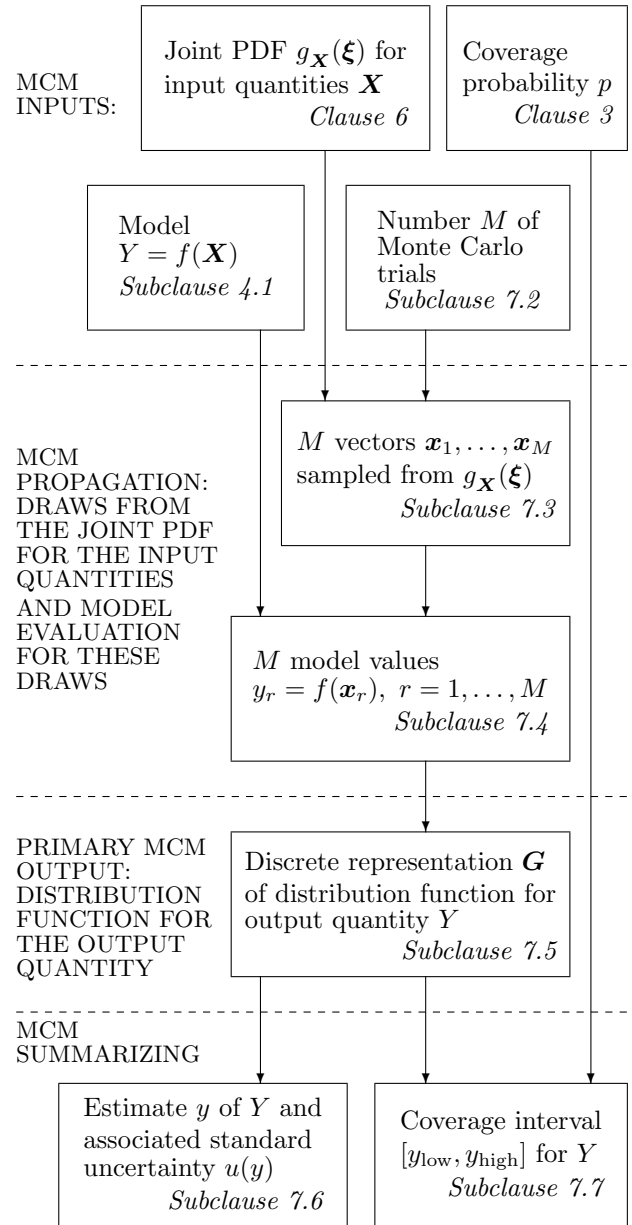 MCM
INPUTS:
Joint PDF g_X(ξ) for
input quantities X
Clause 6
Coverage
probability p
Clause 3
Model
Y = f(X)
Subclause 4.1
Number M of
Monte Carlo
trials
Subclause 7.2
MCM
PROPAGATION:
DRAWS FROM
THE JOINT PDF
FOR THE INPUT
QUANTITIES
AND MODEL
EVALUATION
FOR THESE
DRAWS
M vectors x₁, . . . , x_M
sampled from g_X(ξ)
Subclause 7.3
M model values
y_r = f(x_r), r = 1, . . . , M
Subclause 7.4
PRIMARY MCM
OUTPUT:
DISTRIBUTION
FUNCTION FOR
THE OUTPUT
QUANTITY
Discrete representation G
of distribution function for
output quantity Y
Subclause 7.5
MCM
SUMMARIZING
Estimate y of Y and
associated standard
uncertainty u(y)
Subclause 7.6
Coverage interval
[y_low, y_high] for Y
Subclause 7.7